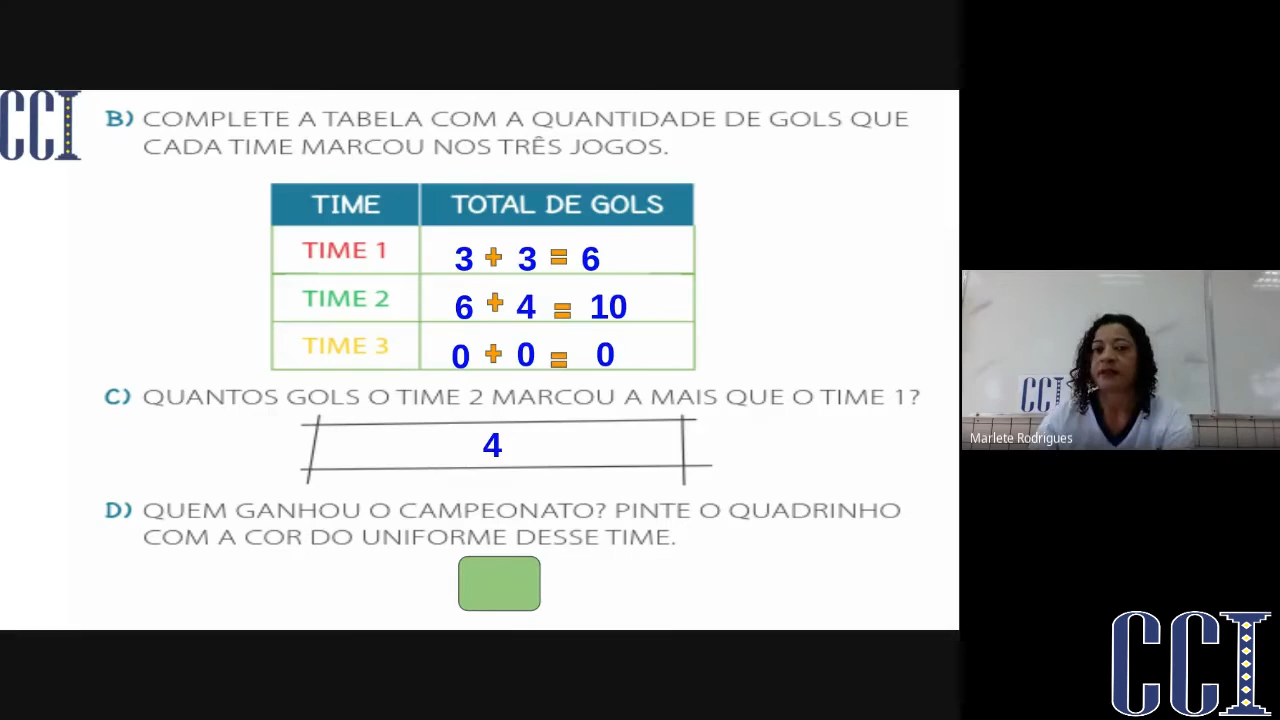 CCI
B) COMPLETE A TABELA COM A QUANTIDADE DE GOLS QUE
CADA TIME MARCOU NOS TRÊS JOGOS.
TIME TOTAL DE GOLS
TIME 1 3 + 3 = 6
TIME 2 6 + 4 = 10
TIME 3 0 + 0 = 0
C) QUANTOS GOLS O TIME 2 MARCOU A MAIS QUE O TIME 1?
4
D) QUEM GANHOU O CAMPEONATO? PINTE O QUADRINHO
COM A COR DO UNIFORME DESSE TIME.
CCI
Marlete Rodrigues
CCI